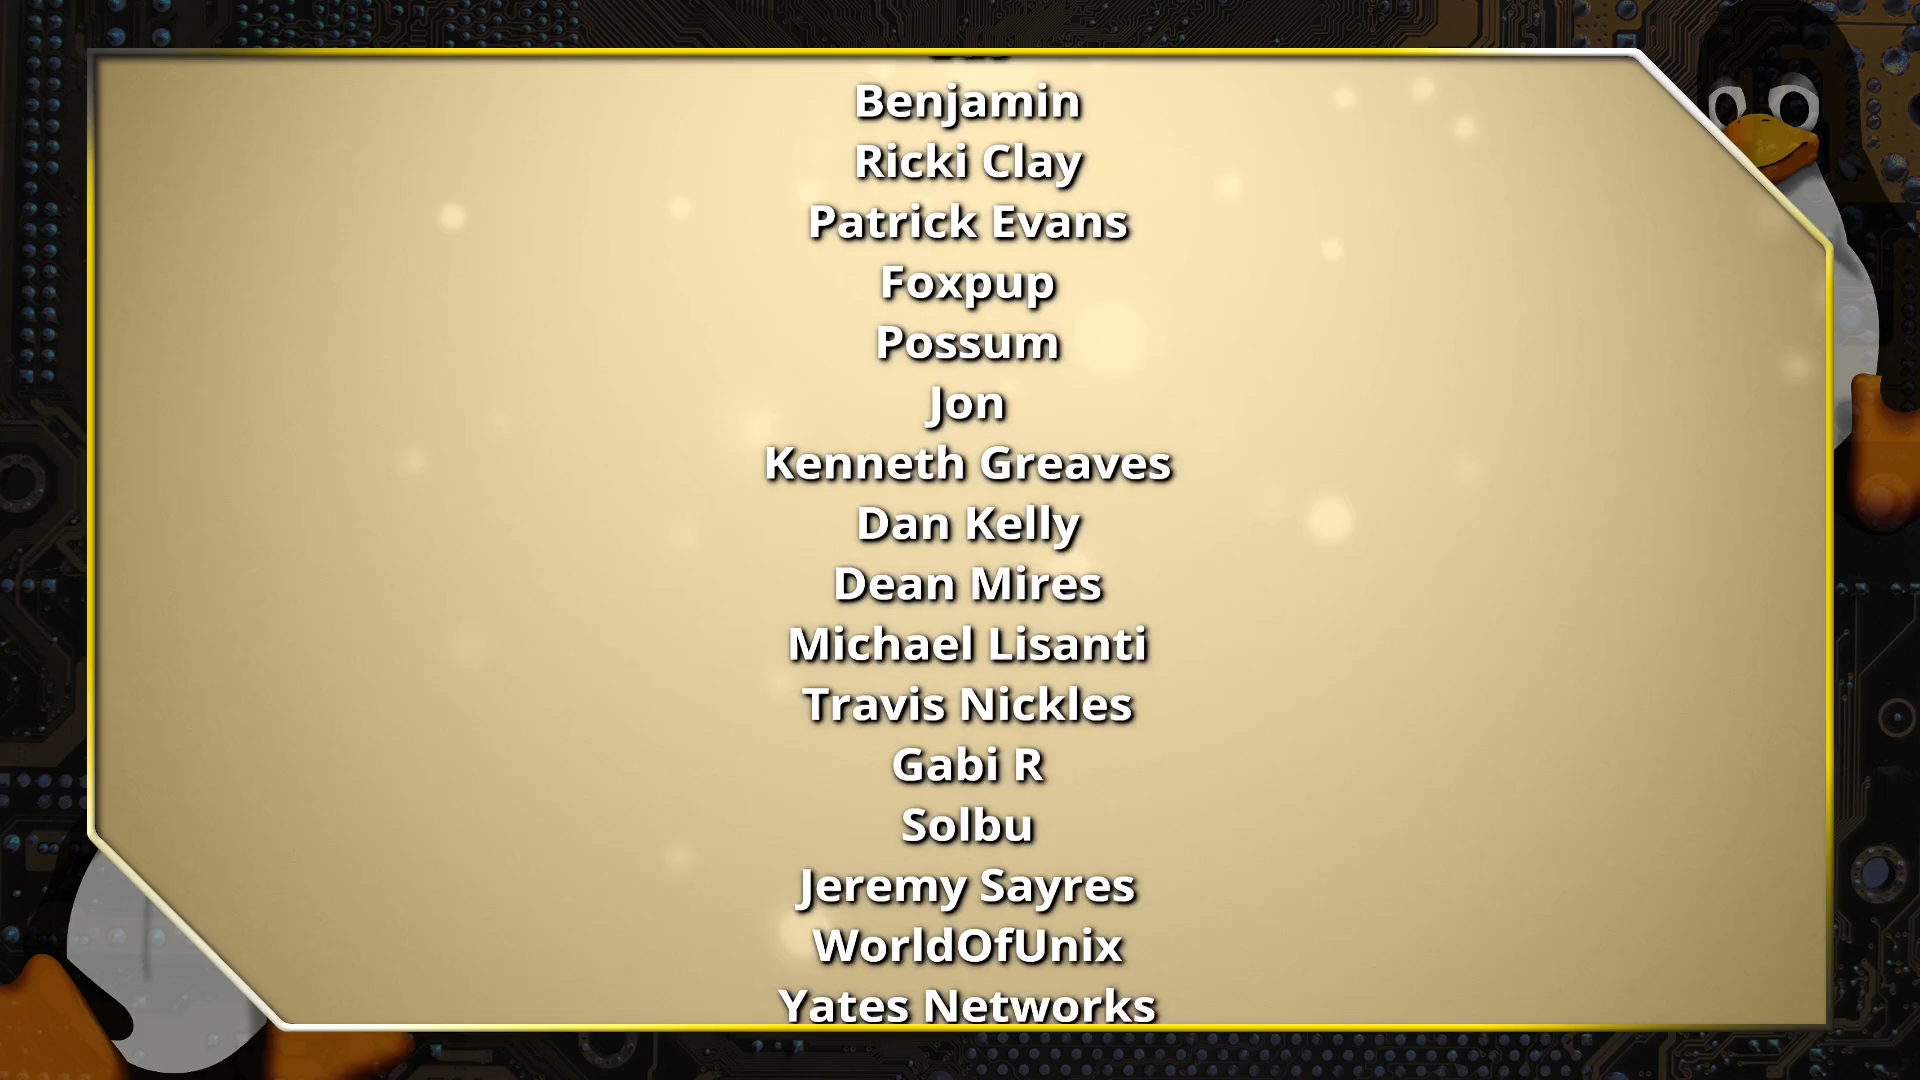 Benjamin
Ricki Clay
Patrick Evans
Foxpup
Possum
Jon
Kenneth Greaves
Dan Kelly
Dean Mires
Michael Lisanti
Travis Nickles
Gabi R
Solbu
Jeremy Sayres
WorldOfUnix
Yates Networks